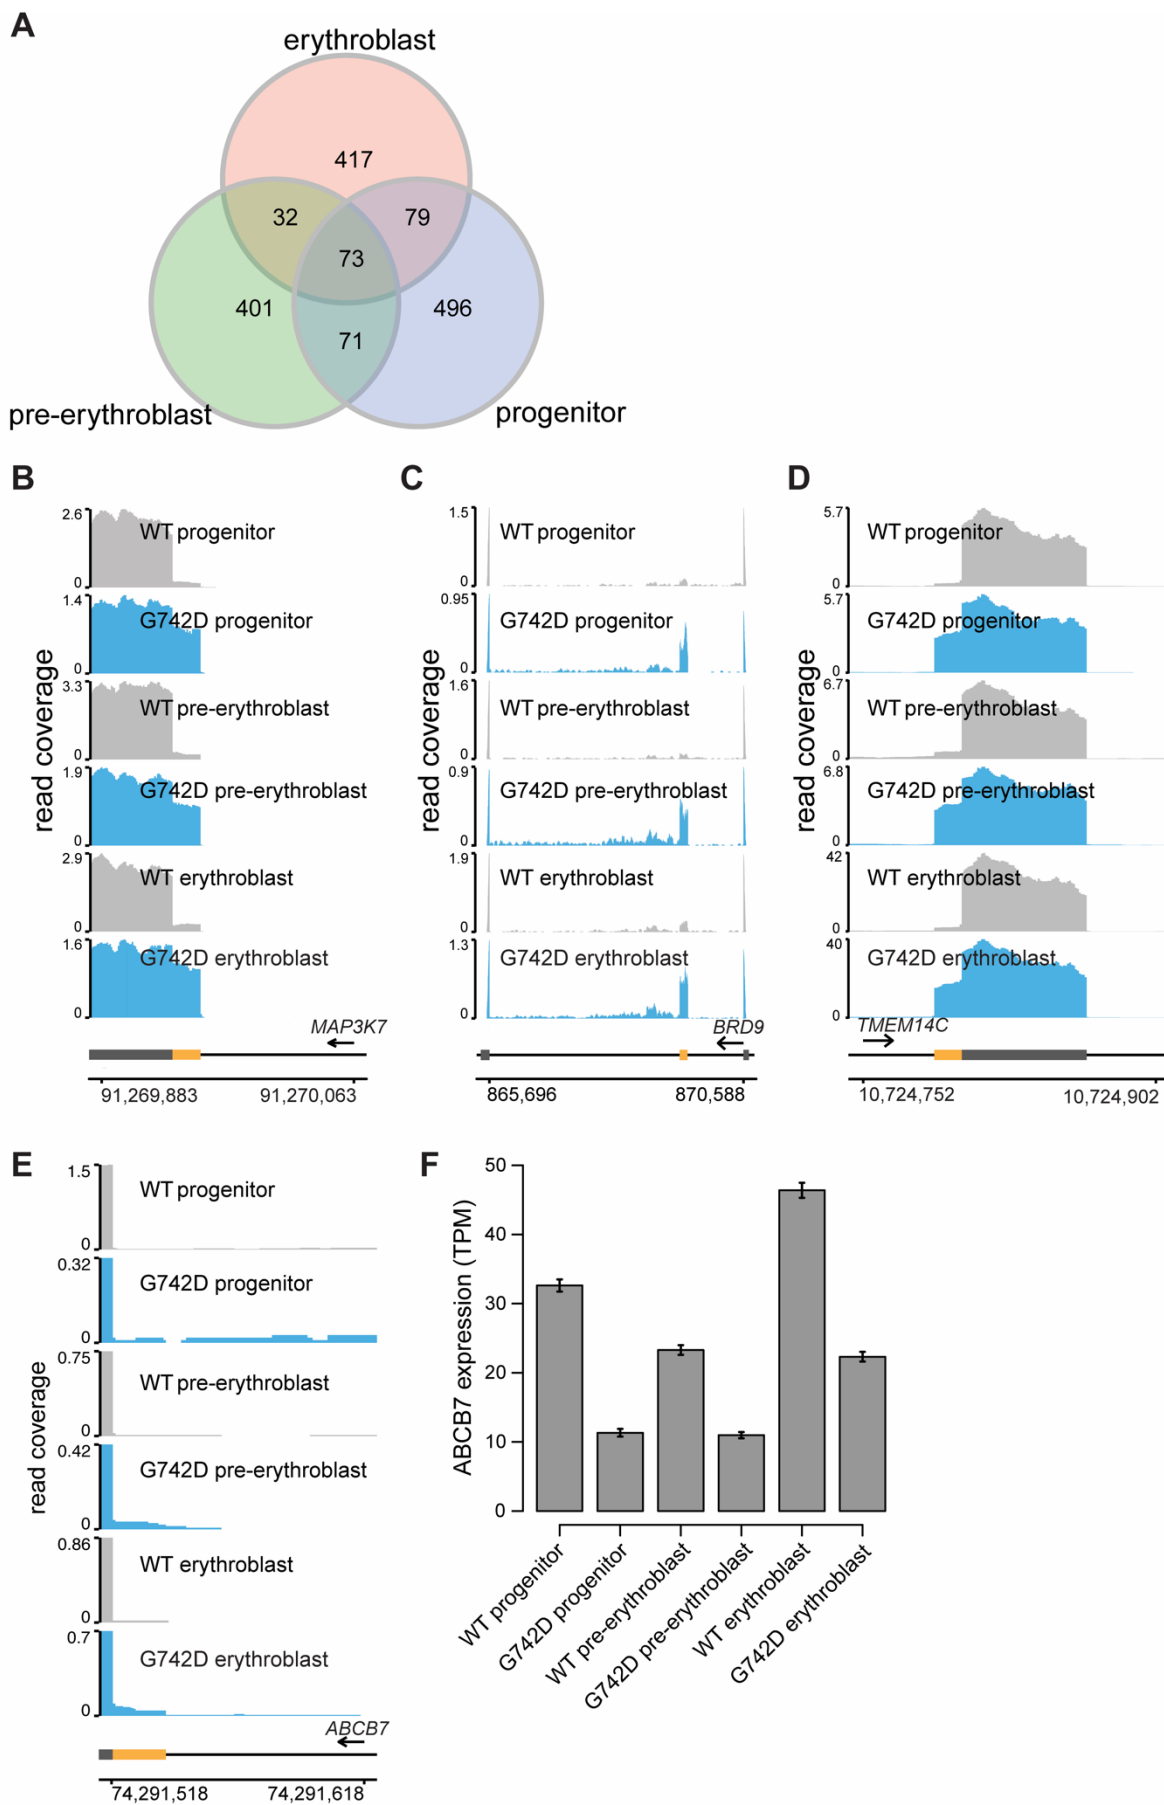 A
erythroblast
417
32
79
73
401
496
71
pre-erythroblast
progenitor
B
read coverage
2.6
WT progenitor
0
1.4
G742D progenitor
0
3.3
WT pre-erythroblast
0
1.9
G742D pre-erythroblast
0
2.9
WT erythroblast
0
1.6
G742D erythroblast
0
MAP3K7
91,269,883
91,270,063
C
read coverage
1.5
WT progenitor
0
0.95
G742D progenitor
0
1.6
WT pre-erythroblast
0
0.9
G742D pre-erythroblast
0
1.9
WT erythroblast
0
1.3
G742D erythroblast
0
BRD9
865,696
870,588
D
read coverage
5.7
WT progenitor
0
5.7
G742D progenitor
0
6.7
WT pre-erythroblast
0
6.8
G742D pre-erythroblast
0
42
WT erythroblast
0
40
G742D erythroblast
0
TMEM14C
10,724,752
10,724,902
E
read coverage
1.5
WT progenitor
0
0.32
G742D progenitor
0
0.75
WT pre-erythroblast
0
0.42
G742D pre-erythroblast
0
0.86
WT erythroblast
0
0.7
G742D erythroblast
0
ABCB7
74,291,518
74,291,618
F
ABCB7 expression (TPM)
50
40
30
20
10
0
WT progenitor
G742D progenitor
WT pre-erythroblast
G742D pre-erythroblast
WT erythroblast
G742D erythroblast